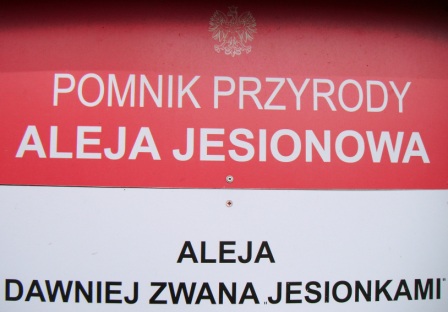 POMNIK PRZYRODY
ALEJA JESIONOWA
ALEJA
DAWNIEJ ZWANA „JESIONKAMI"